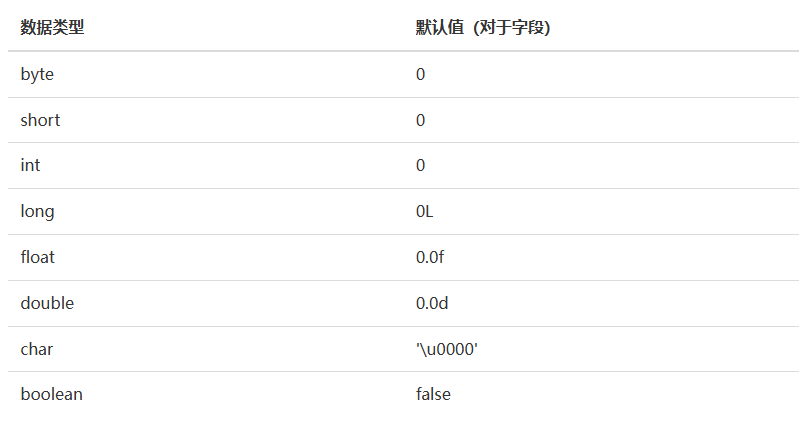 数据类型 默认值（对于字段）
byte 0
short 0
int 0
long 0L
float 0.0f
double 0.0d
char '\u0000'
boolean false